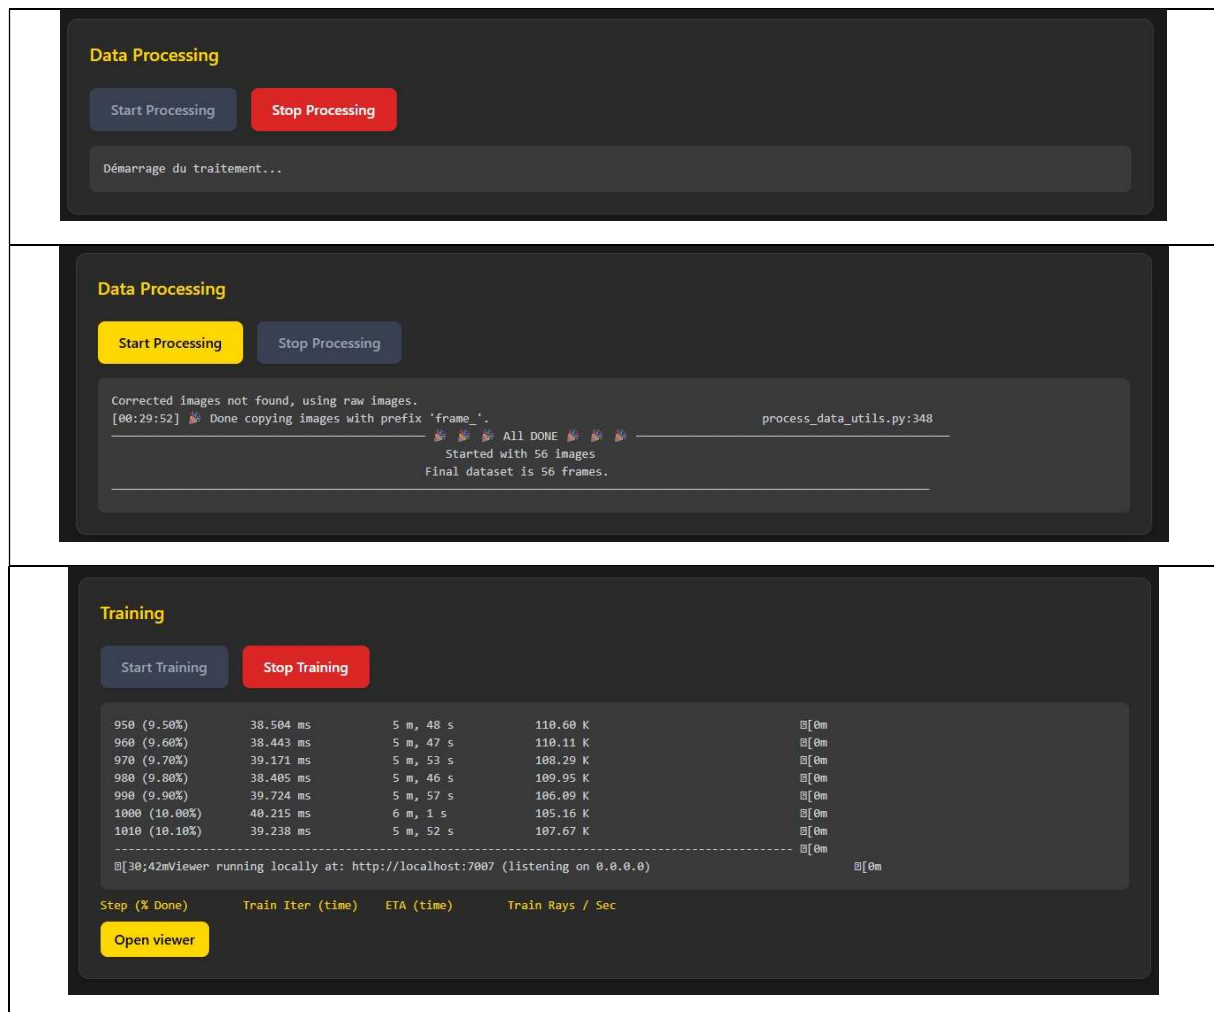 Data Processing
Start Processing Stop Processing
Démarrage du traitement...
Data Processing
Start Processing Stop Processing
Corrected images not found, using raw images.
[00:29:52] 🎉 Done copying images with prefix 'frame_'. process_data_utils.py:348
🎉 🎉 🎉 All DONE 🎉 🎉 🎉
Started with 56 images
Final dataset is 56 frames.
Training
Start Training Stop Training
950 (9.50%) 38.504 ms 5 m, 48 s 110.60 K [0m
960 (9.60%) 38.443 ms 5 m, 47 s 110.11 K [0m
970 (9.70%) 39.171 ms 5 m, 53 s 108.29 K [0m
980 (9.80%) 38.405 ms 5 m, 46 s 109.95 K [0m
990 (9.90%) 39.724 ms 5 m, 57 s 106.09 K [0m
1000 (10.00%) 40.215 ms 6 m, 1 s 105.16 K [0m
1010 (10.10%) 39.238 ms 5 m, 52 s 107.67 K [0m
---------------------------------------------------------------------------------------------------- [0m
[30;42mViewer running locally at: http://localhost:7007 (listening on 0.0.0.0) [0m
Step (% Done) Train Iter (time) ETA (time) Train Rays / Sec
Open viewer